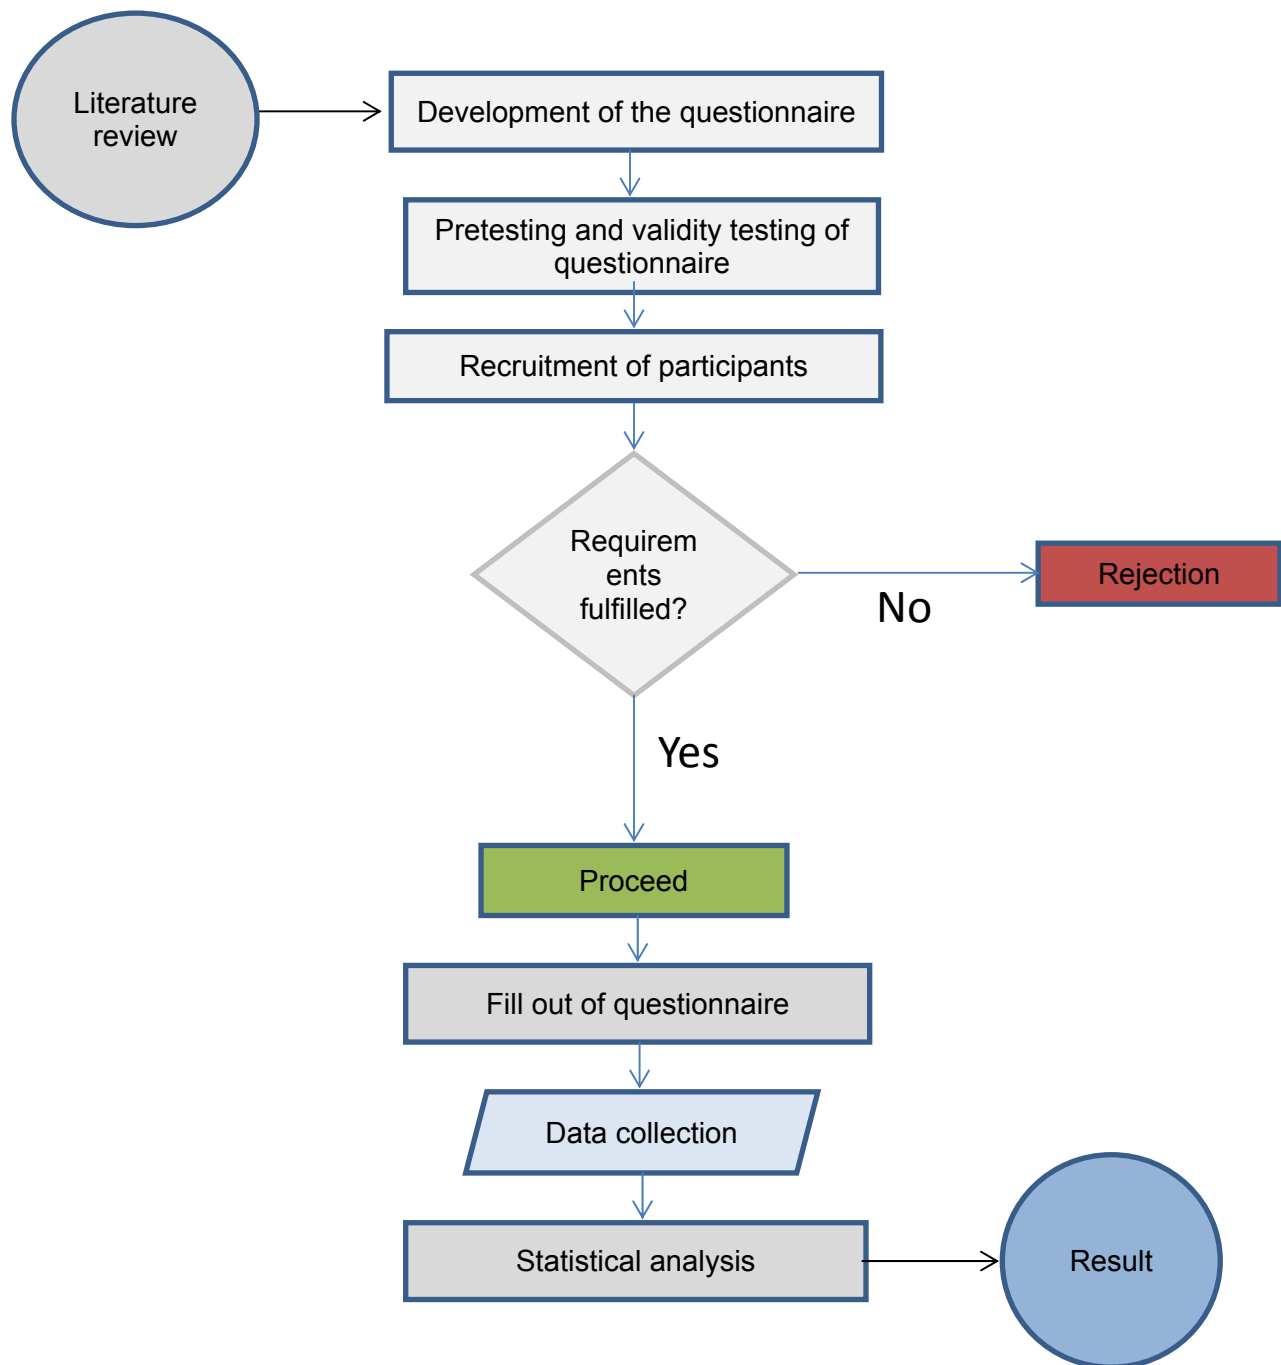 Literature
review
Development of the questionnaire
Pretesting and validity testing of
questionnaire
Recruitment of participants
Requirem
ents
fulfilled?
No
Rejection
Yes
Proceed
Fill out of questionnaire
Data collection
Statistical analysis
Result